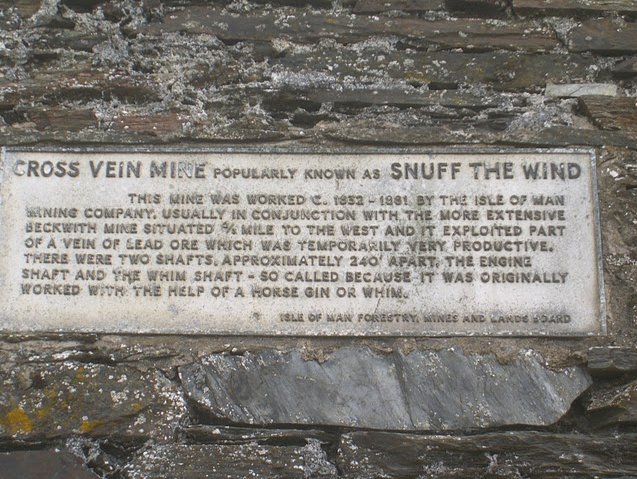 CROSS VEIN MINE POPULARLY KNOWN AS SNUFF THE WIND
THIS MINE WAS WORKED C. 1832 - 1861 BY THE ISLE OF MAN
MINING COMPANY, USUALLY IN CONJUNCTION WITH THE MORE EXTENSIVE
BECKWITH MINE SITUATED ¾ MILE TO THE WEST AND IT EXPLOITED PART
OF A VEIN OF LEAD ORE WHICH WAS TEMPORARILY VERY PRODUCTIVE.
THERE WERE TWO SHAFTS, APPROXIMATELY 240' APART, THE ENGINE
SHAFT AND THE WHIM SHAFT - SO CALLED BECAUSE IT WAS ORIGINALLY
WORKED WITH THE HELP OF A HORSE GIN OR WHIM.
ISLE OF MAN FORESTRY, MINES AND LANDS BOARD